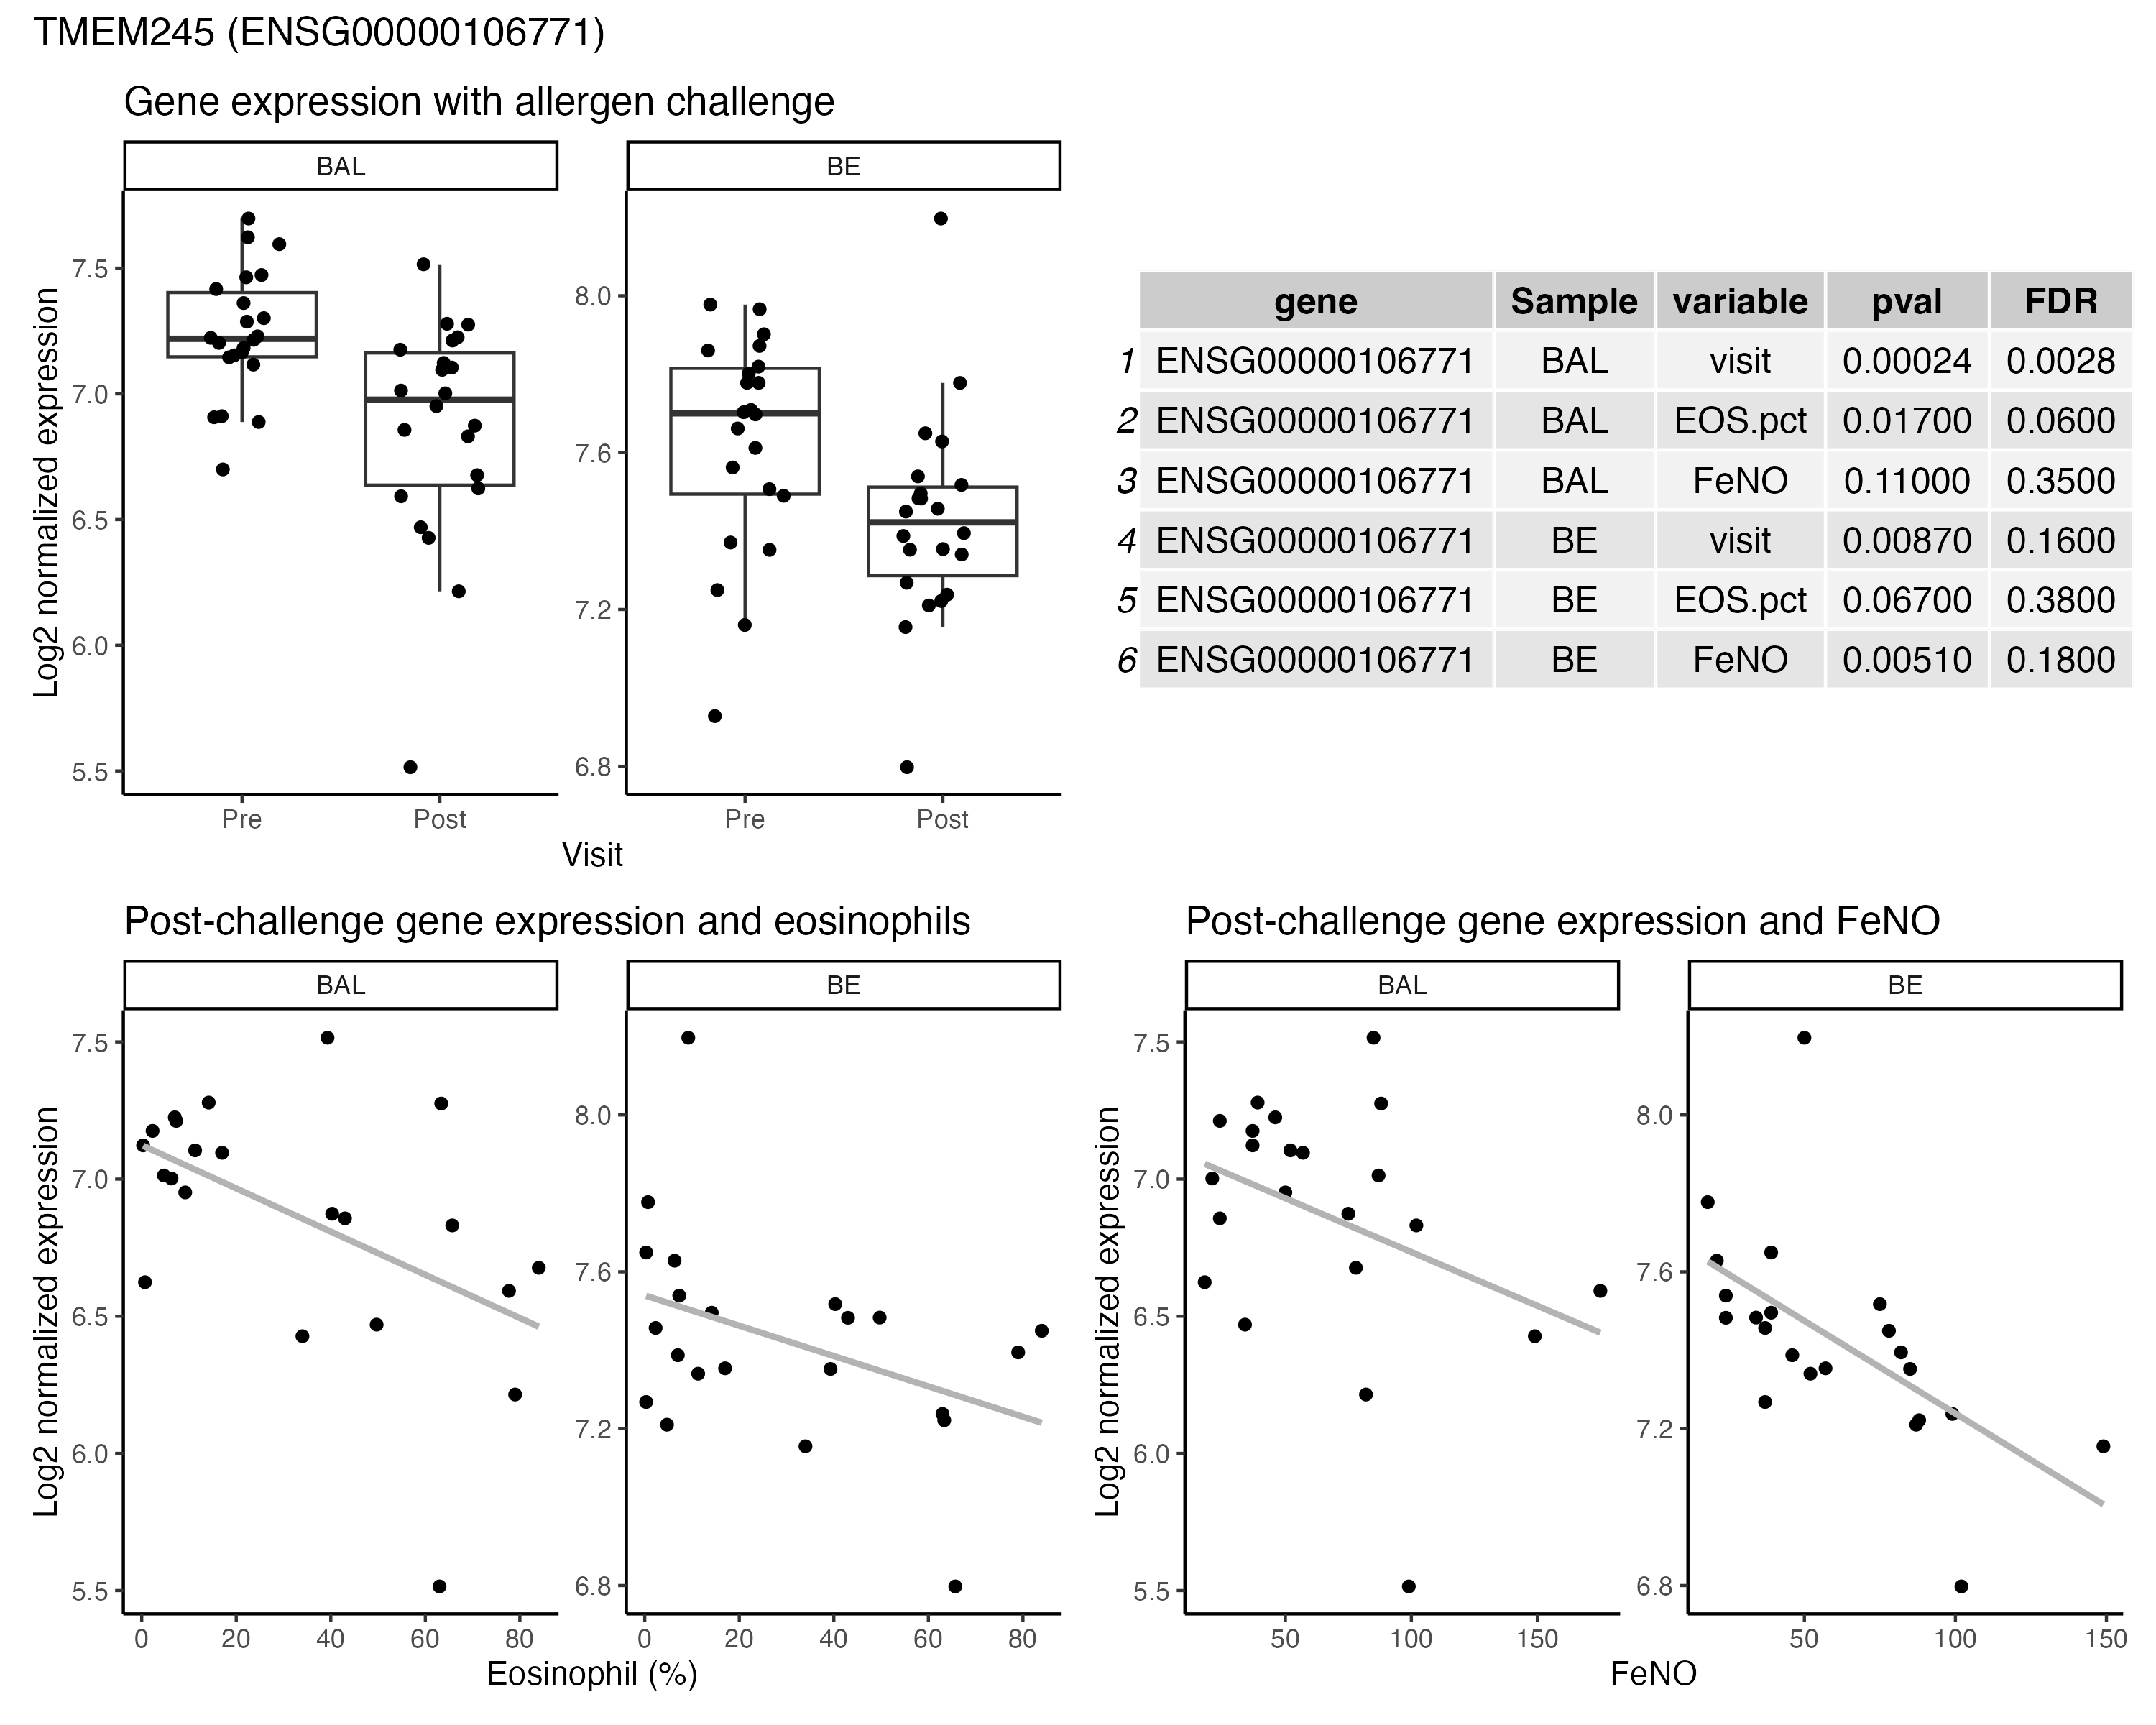 TMEM245 (ENSG00000106771)
Gene expression with allergen challenge
BAL
BE
Log2 normalized expression
7.5
7.0
6.5
6.0
5.5
8.0
7.6
7.2
6.8
Pre
Post
Pre
Post
Visit
gene Sample variable pval FDR
1 ENSG00000106771 BAL visit 0.00024 0.0028
2 ENSG00000106771 BAL EOS.pct 0.01700 0.0600
3 ENSG00000106771 BAL FeNO 0.11000 0.3500
4 ENSG00000106771 BE visit 0.00870 0.1600
5 ENSG00000106771 BE EOS.pct 0.06700 0.3800
6 ENSG00000106771 BE FeNO 0.00510 0.1800
Post-challenge gene expression and eosinophils
BAL
BE
Log2 normalized expression
7.5
7.0
6.5
6.0
5.5
8.0
7.6
7.2
6.8
0 20 40 60 80
0 20 40 60 80
Eosinophil (%)
Post-challenge gene expression and FeNO
BAL
BE
Log2 normalized expression
7.5
7.0
6.5
6.0
5.5
8.0
7.6
7.2
6.8
50 100 150
50 100 150
FeNO